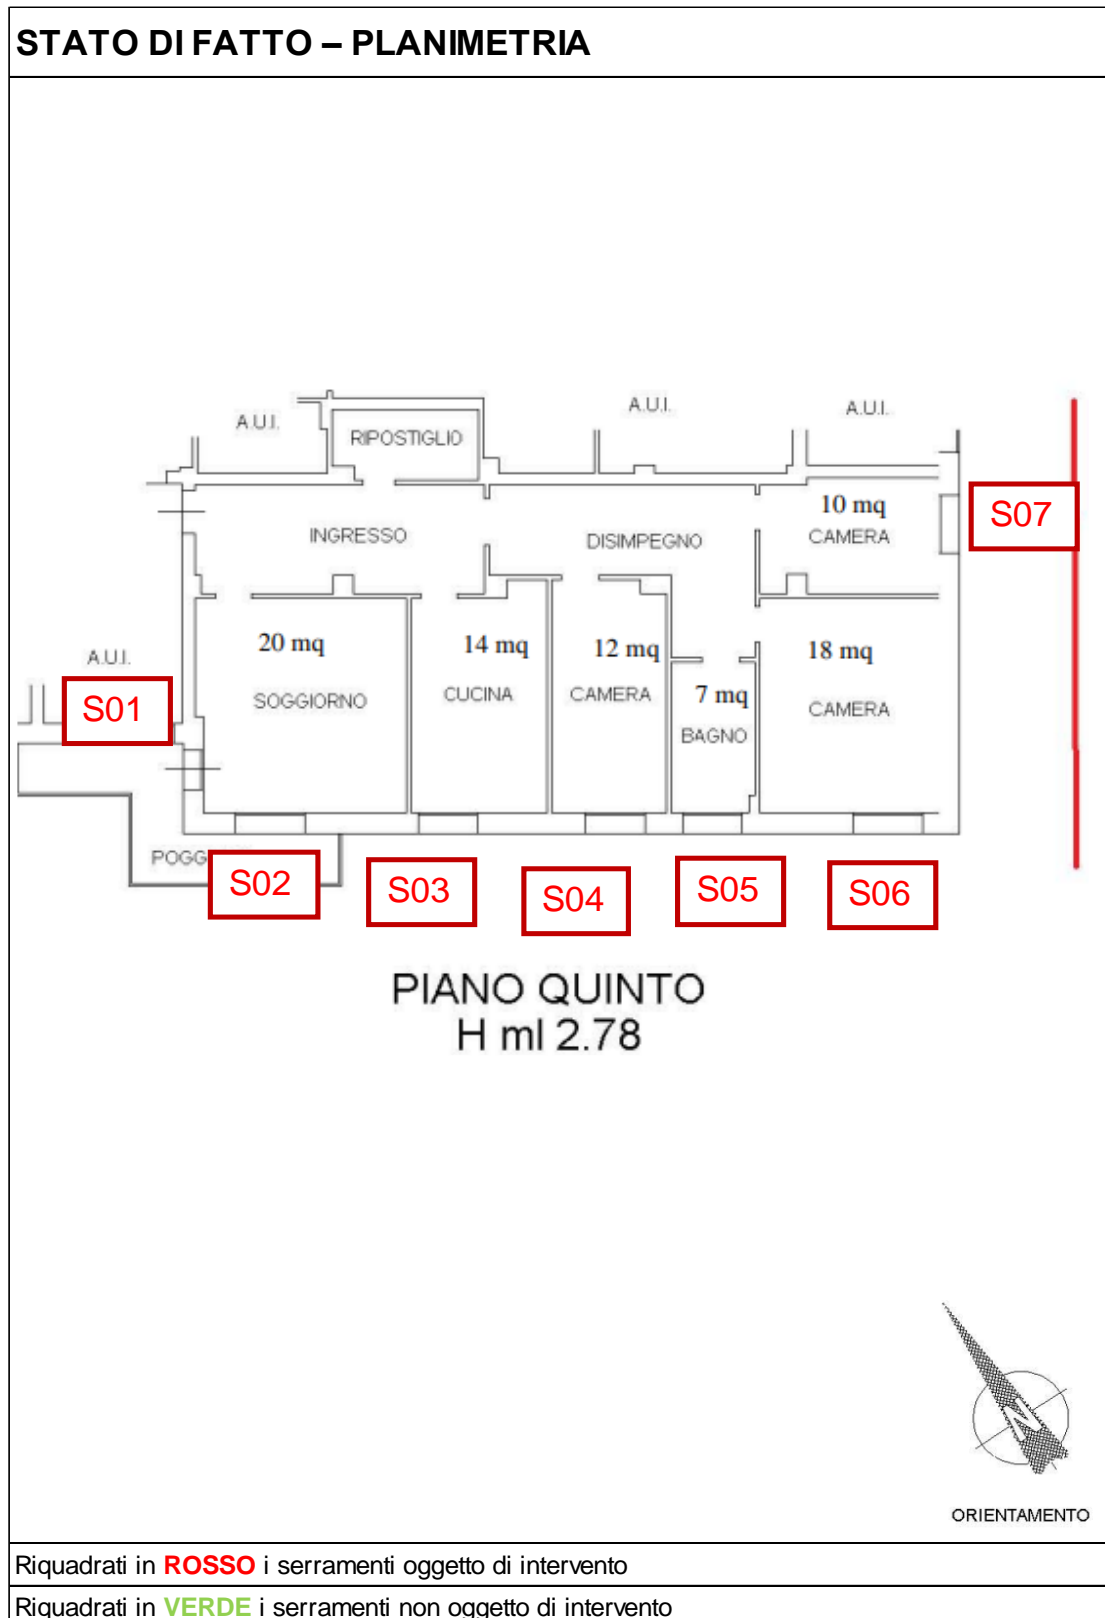 STATO DI FATTO – PLANIMETRIA
A.U.I.
A.U.I.
A.U.I.
RIPOSTIGLIO
10 mq
S07
INGRESSO
DISIMPEGNO
CAMERA
20 mq
14 mq
12 mq
18 mq
A.U.I.
S01
SOGGIORNO
CUCINA
CAMERA
7 mq
CAMERA
BAGNO
POGG
S02
S03
S04
S05
S06
PIANO QUINTO
H ml 2.78
N
ORIENTAMENTO
Riquadrati in ROSSO i serramenti oggetto di intervento
Riquadrati in VERDE i serramenti non oggetto di intervento